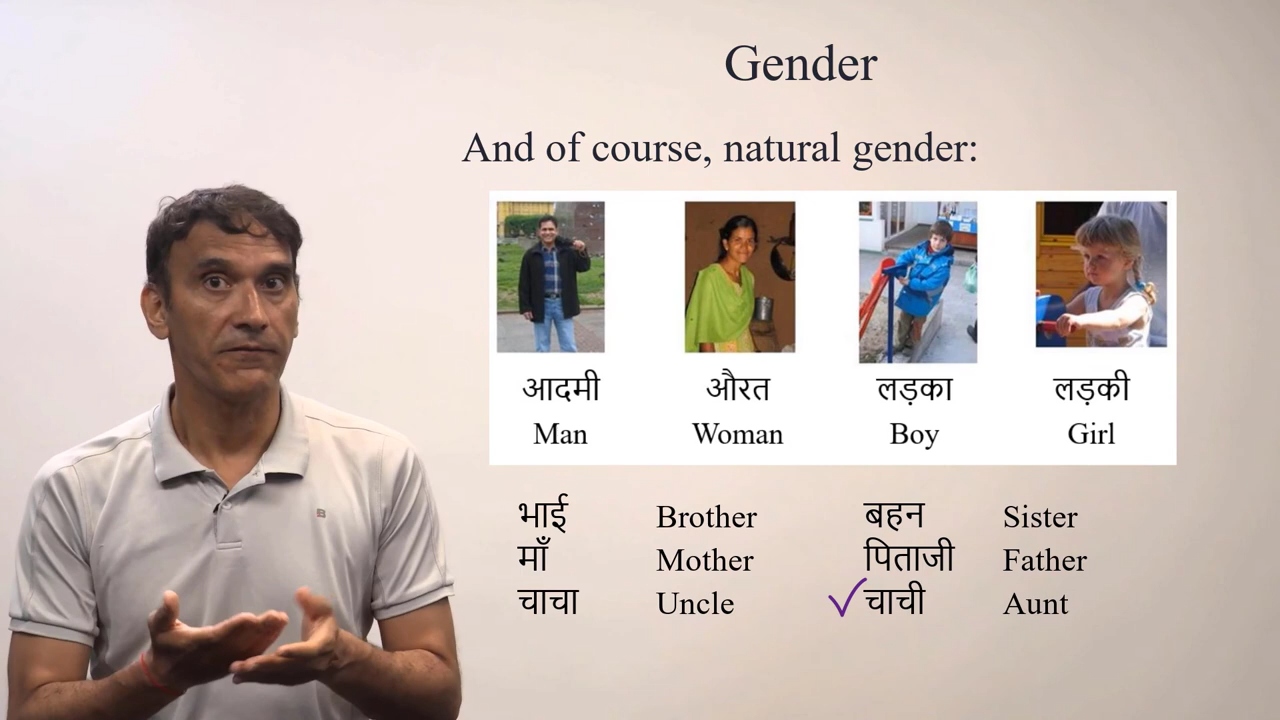 Gender
And of course, natural gender:
आदमी औरत लड़का लड़की
Man Woman Boy Girl
भाई Brother बहन Sister
माँ Mother पिताजी Father
चाचा Uncle चाची Aunt
B